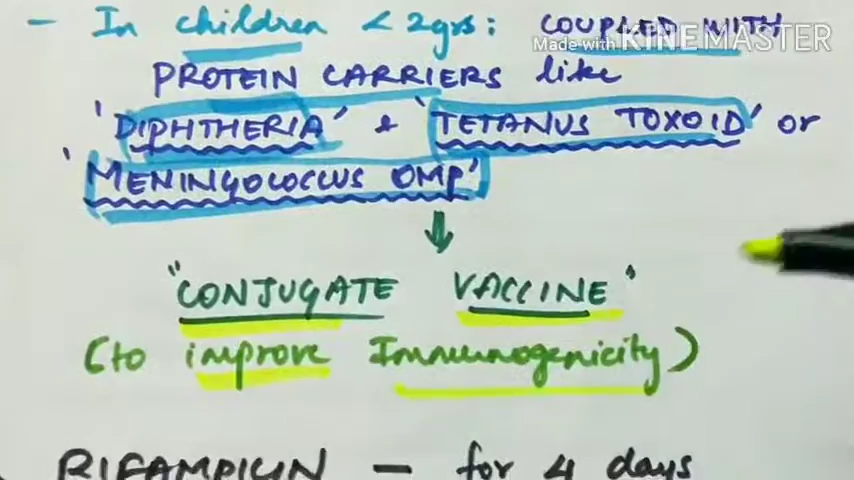 - In children < 2yrs: COUPLED WITH
Made with KINEMASTER
PROTEIN CARRIERS like
'DIPHTHERIA' & 'TETANUS TOXOID' or
'MENINGOCOCCUS OMP'
↓
"CONJUGATE VACCINE"
(to improve Immunogenicity)
RIFAMPICIN — for 4 days